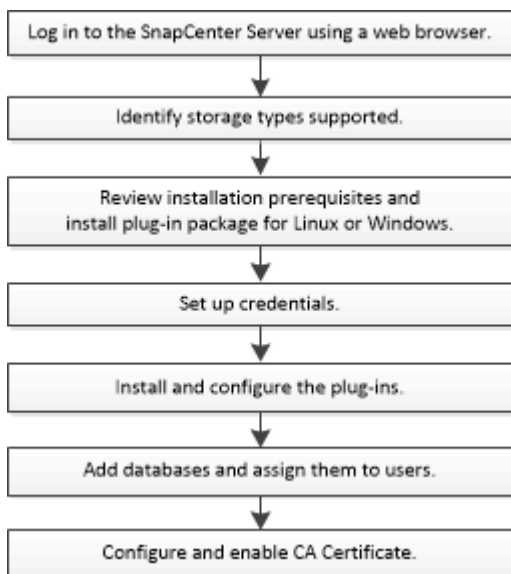 Log in to the SnapCenter Server using a web browser.
Identify storage types supported.
Review installation prerequisites and
install plug-in package for Linux or Windows.
Set up credentials.
Install and configure the plug-ins.
Add databases and assign them to users.
Configure and enable CA Certificate.